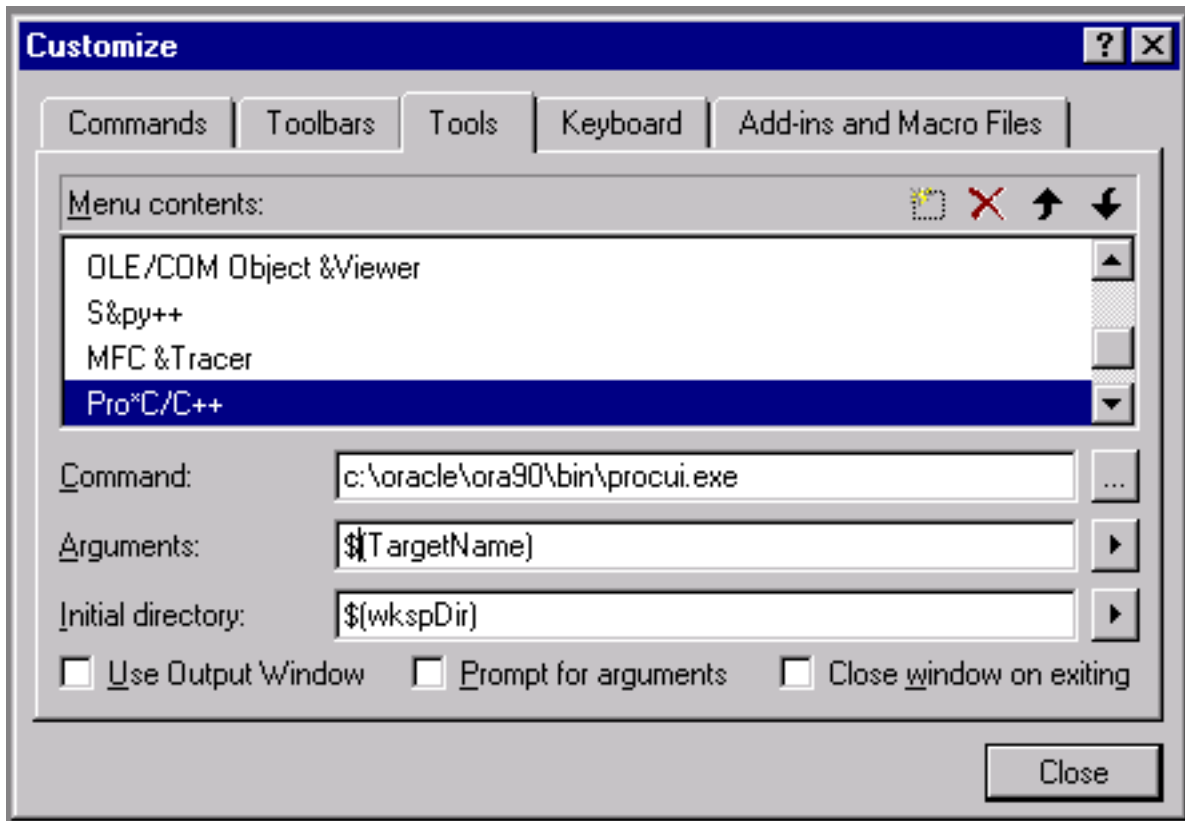 Customize
Commands Toolbars Tools Keyboard Add-ins and Macro Files
Menu contents:
OLE/COM Object &Viewer
S&py++
MFC &Tracer
Pro*C/C++
Command: c:\oracle\ora90\bin\procui.exe ...
Arguments: $(TargetName)
Initial directory: $(wkspDir)
Use Output Window Prompt for arguments Close window on exiting
Close